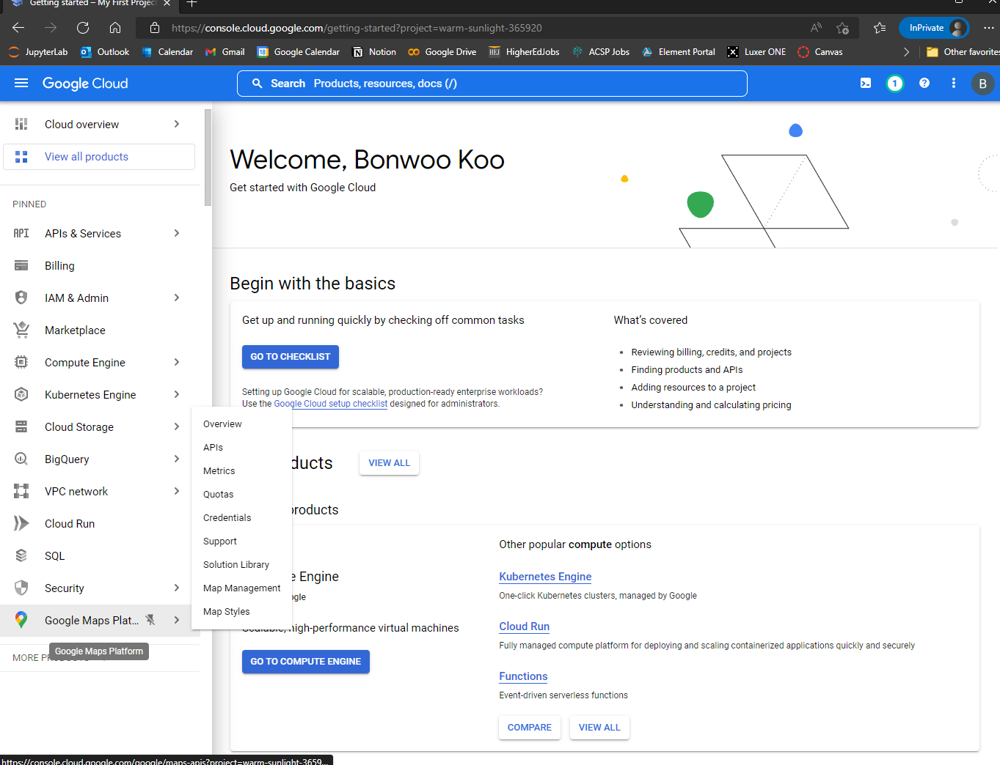 Getting started – My First Project
https://console.cloud.google.com/getting-started?project=warm-sunlight-365920
InPrivate
JupyterLab Outlook Calendar Gmail 18 Google Calendar Notion Google Drive HEJ HigherEdJobs ACSP Jobs Element Portal Luxer ONE Canvas Other favorites
Google Cloud
Search Products, resources, docs (/)
1
B
Cloud overview
View all products
PINNED
API APIs & Services
Billing
IAM & Admin
Marketplace
Compute Engine
Kubernetes Engine
Cloud Storage
BigQuery
VPC network
Cloud Run
SQL
Security
Google Maps Plat...
Google Maps Platform
MORE
Overview
APIs
Metrics
Quotas
Credentials
Support
Solution Library
Map Management
Map Styles
Welcome, Bonwoo Koo
Get started with Google Cloud
Begin with the basics
Get up and running quickly by checking off common tasks
GO TO CHECKLIST
Setting up Google Cloud for scalable, production-ready enterprise workloads?
Use the Google Cloud setup checklist designed for administrators.
What's covered
Reviewing billing, credits, and projects
Finding products and APIs
Adding resources to a project
Understanding and calculating pricing
ducts
VIEW ALL
products
Engine
ogle
Scalable, high-performance virtual machines
GO TO COMPUTE ENGINE
Other popular compute options
Kubernetes Engine
One-click Kubernetes clusters, managed by Google
Cloud Run
Fully managed compute platform for deploying and scaling containerized applications quickly and securely
Functions
Event-driven serverless functions
COMPARE
VIEW ALL
https://console.cloud.google.com/google/maps-apis?project=warm-sunlight-3659...